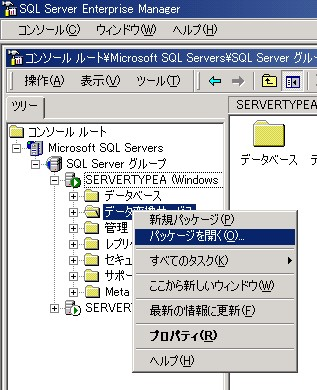 SQL Server Enterprise Manager
コンソール(C) ウィンドウ(W) ヘルプ(H)
コンソール ルート¥Microsoft SQL Servers¥SQL Server グル
操作(A) 表示(V) ツール(T)
ツリー
SERVERTYPEA
コンソール ルート
Microsoft SQL Servers
SQL Server グループ
SERVERTYPEA (Windows
データベース
データ変換サービス
管理
レプリ
セキュ
サポー
Meta
SERVER
データベース
新規パッケージ(P)
パッケージを開く(O)...
すべてのタスク(K)
ここから新しいウィンドウ(W)
最新の情報に更新(F)
プロパティ(R)
ヘルプ(H)